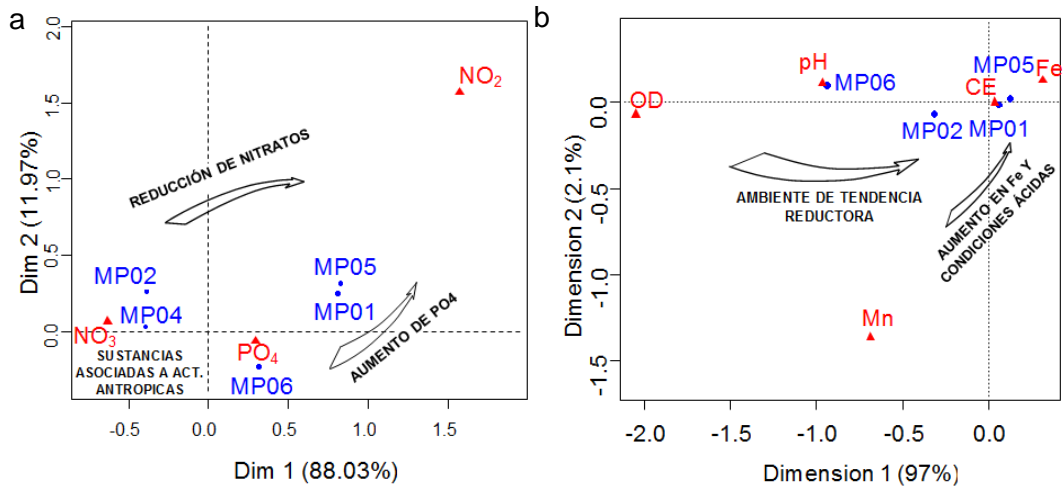 a
2.0
1.5
1.0
0.5
0.0
Dim 2 (11.97%)
NO2
REDUCCIÓN DE NITRATOS
MP02
MP04
NO3
MP05
MP01
PO4
MP06
AUMENTO DE PO4
SUSTANCIAS
ASOCIADAS A ACT.
ANTROPICAS
-0.5
0.0
0.5
1.0
1.5
Dim 1 (88.03%)
b
0.0
-0.5
-1.0
-1.5
Dimension 2 (2.1%)
OD
pH
MP06
MP05
Fe
CE
MP02
MP01
AMBIENTE DE TENDENCIA
REDUCTORA
AUMENTO EN Fe Y
CONDICIONES ÁCIDAS
Mn
-2.0
-1.5
-1.0
-0.5
0.0
Dimension 1 (97%)